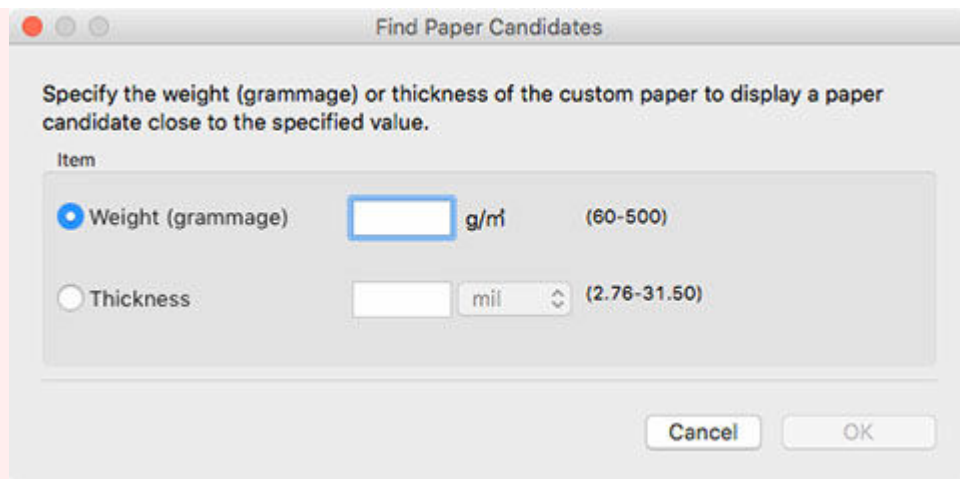 Find Paper Candidates
Specify the weight (grammage) or thickness of the custom paper to display a paper
candidate close to the specified value.
Item
Weight (grammage) g/㎡ (60-500)
Thickness mil (2.76-31.50)
Cancel OK